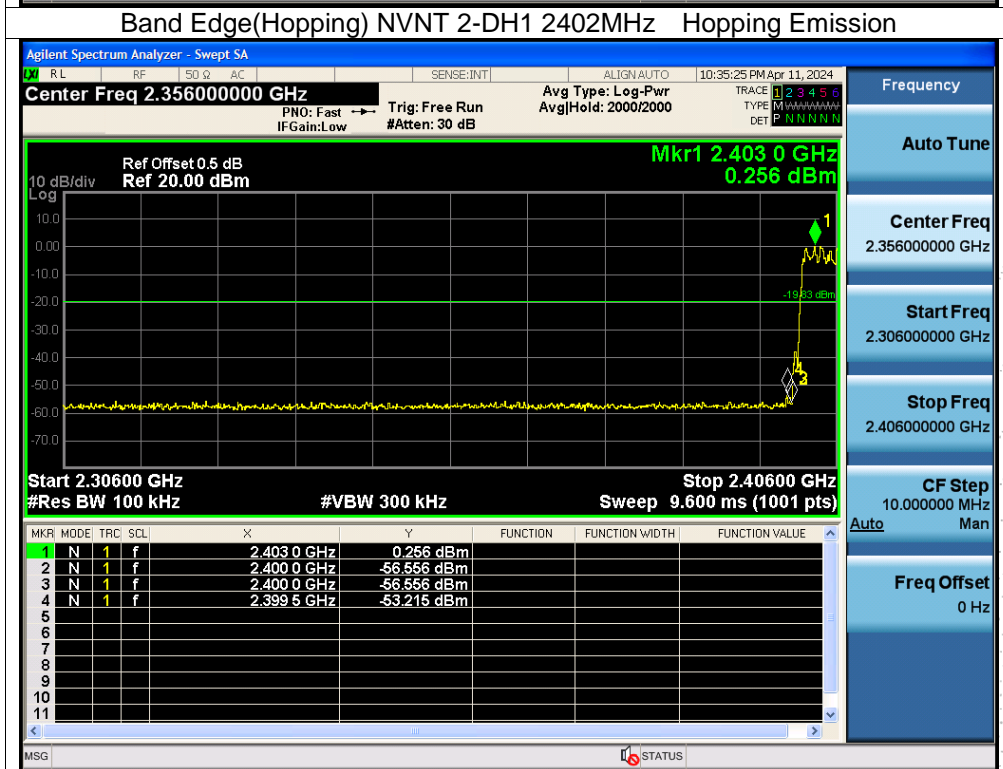 Band Edge(Hopping) NVNT 2-DH1 2402MHz Hopping Emission
Agilent Spectrum Analyzer - Swept SA
LXI RL RF 50 Ω AC SENSE:INT ALIGN AUTO 10:35:25 PM Apr 11, 2024
Center Freq 2.356000000 GHz
PNO: Fast
IFGain:Low
Trig: Free Run
#Atten: 30 dB
Avg Type: Log-Pwr
Avg|Hold: 2000/2000
TRACE 1 2 3 4 5 6
TYPE M
DET P N N N N N
Frequency
Auto Tune
Center Freq
2.356000000 GHz
Start Freq
2.306000000 GHz
Stop Freq
2.406000000 GHz
CF Step
10.000000 MHz
Auto Man
Freq Offset
0 Hz
Mkr1 2.403 0 GHz
0.256 dBm
Ref Offset 0.5 dB
10 dB/div Ref 20.00 dBm
Log
10.0
0.00
-10.0
-20.0
-30.0
-40.0
-50.0
-60.0
-70.0
1
-19.83 dBm
4
3
Start 2.30600 GHz Stop 2.40600 GHz
#Res BW 100 kHz #VBW 300 kHz Sweep 9.600 ms (1001 pts)
MKR MODE TRC SCL X Y FUNCTION FUNCTION WIDTH FUNCTION VALUE
1 N 1 f 2.403 0 GHz 0.256 dBm
2 N 1 f 2.400 0 GHz -56.556 dBm
3 N 1 f 2.400 0 GHz -56.556 dBm
4 N 1 f 2.399 5 GHz -53.215 dBm
5
6
7
8
9
10
11
MSG STATUS